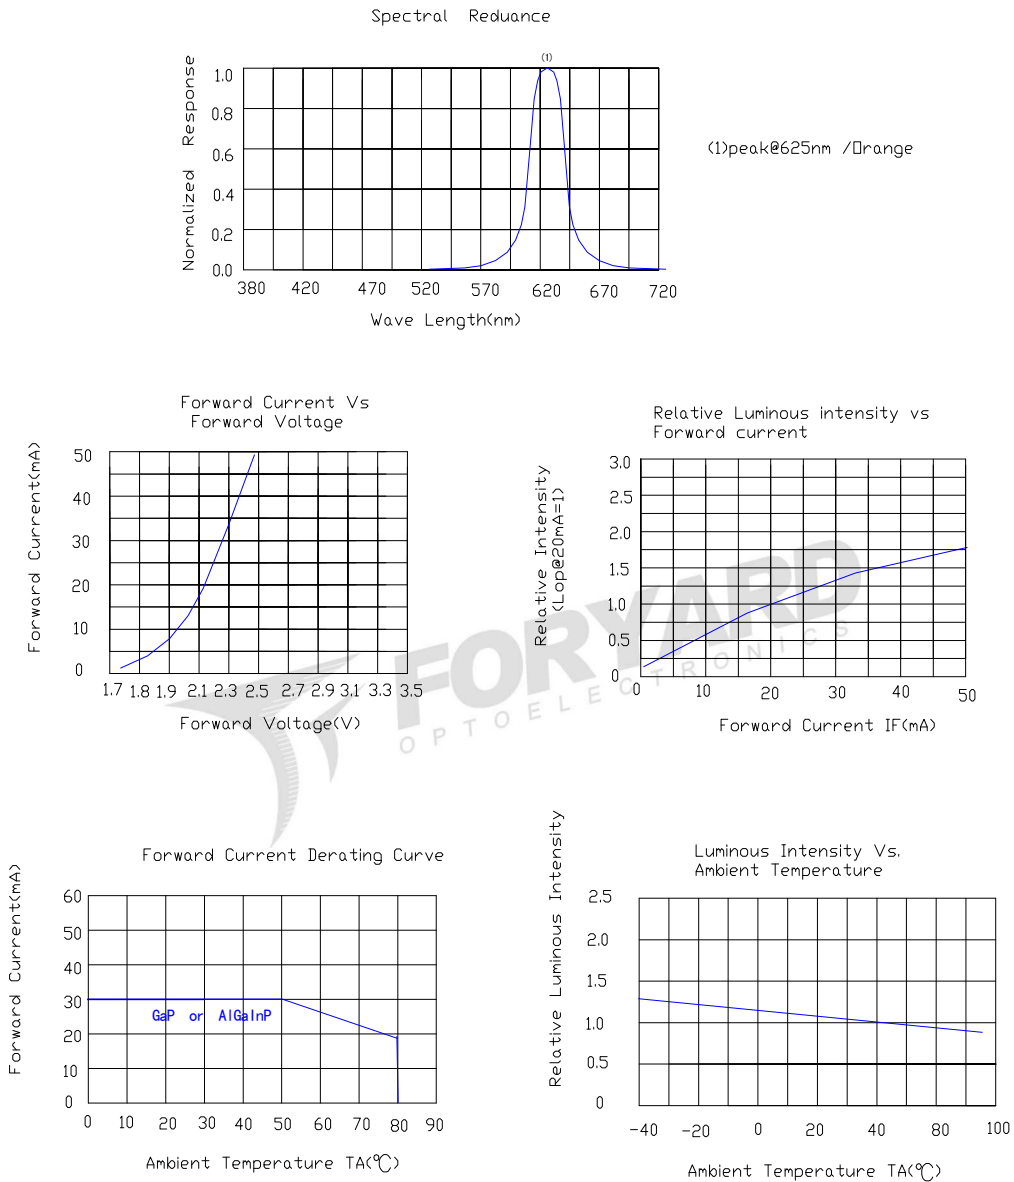 Spectral Reduance
(1)
Normalized Response
1.0
0.8
0.6
0.4
0.2
0.0
380 420 470 520 570 620 670 720
Wave Length(nm)
(1)peak@625nm /Orange
Forward Current Vs
Forward Voltage
Forward Current(mA)
50
40
30
20
10
0
1.7 1.8 1.9 2.1 2.3 2.5 2.7 2.9 3.1 3.3 3.5
Forward Voltage(V)
Relative Luminous intensity vs
Forward current
Relative Intensity
(Lop@20mA=1)
3.0
2.5
2.0
1.5
1.0
0.5
0
0 10 20 30 40 50
Forward Current IF(mA)
FORYARD
OPTOELECTRONICS
Forward Current Derating Curve
Forward Current(mA)
60
50
40
30
20
10
0
GaP or AlGaInP
0 10 20 30 40 50 60 70 80 90
Ambient Temperature TA(℃)
Luminous Intensity Vs.
Ambient Temperature
Relative Luminous Intensity
2.5
2.0
1.5
1.0
0.5
0
-40 -20 0 20 40 80 100
Ambient Temperature TA(℃)